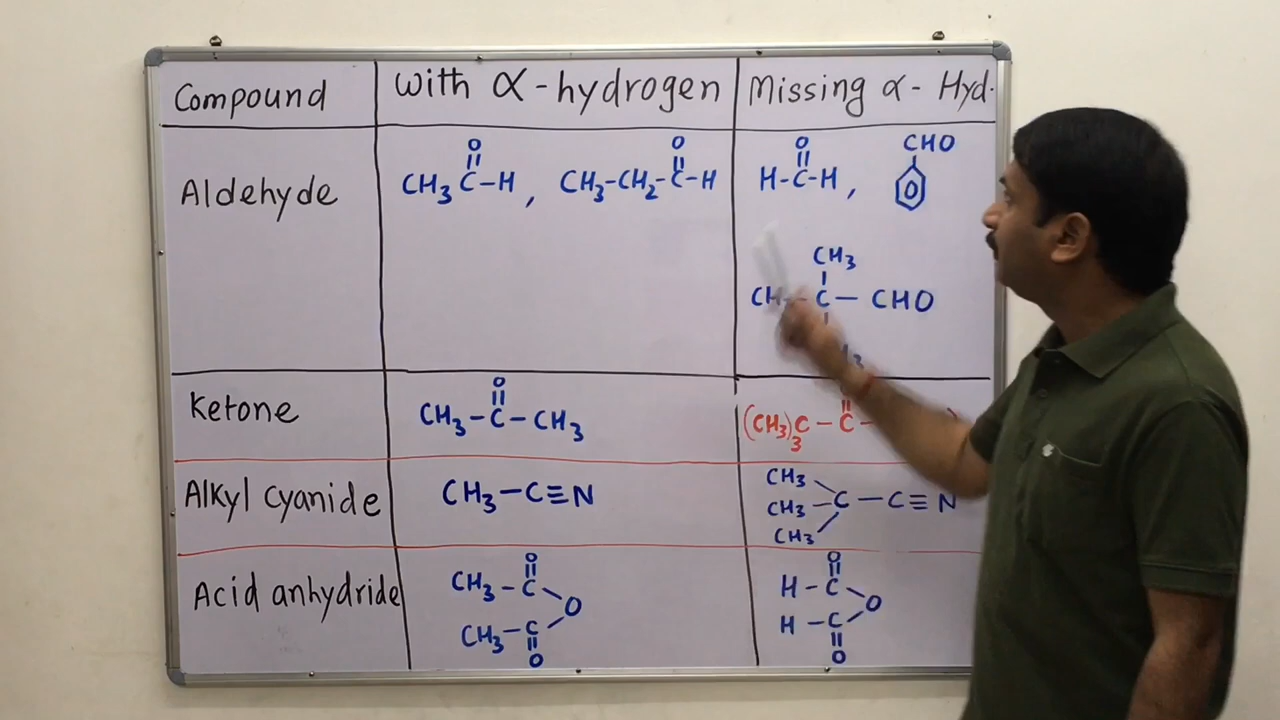 Compound With α-hydrogen Missing α- Hyd.
Aldehyde
O
CH3 C-H , CH3-CH2-C-H
O
O
H-C-H ,
CHO
CH3
C — CHO
Ketone
O
CH3-C-CH3
(CH3)3C-C-
Alkyl cyanide
CH3-C≡N
CH3
CH3-C-C≡N
CH3
Acid anhydride
O
CH3-C
O
CH3-C
O
O
H-C
O
H-C
O